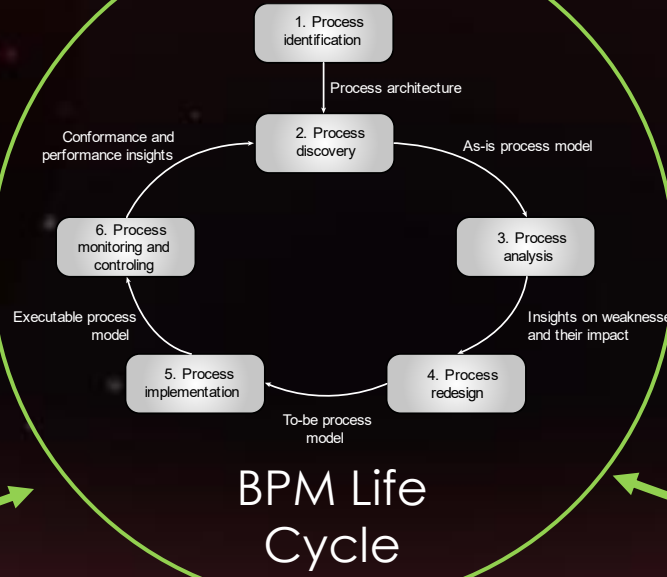 1. Process
identification
Process architecture
2. Process
discovery
Conformance and
performance insights
As-is process model
6. Process
monitoring and
controling
3. Process
analysis
Executable process
model
Insights on weaknesse
and their impact
5. Process
implementation
4. Process
redesign
To-be process
model
BPM Life
Cycle